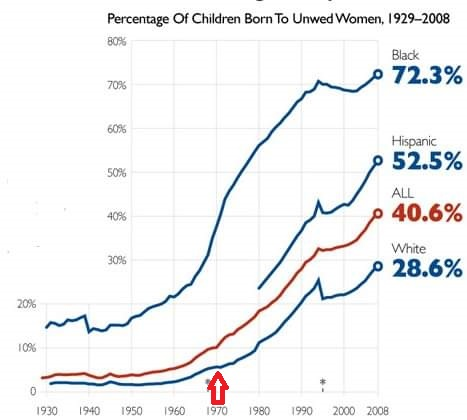 Percentage Of Children Born To Unwed Women, 1929–2008
80%
70%
60%
50%
40%
30%
20%
10%
0
Black
72.3%
Hispanic
52.5%
ALL
40.6%
White
28.6%
*
*
1930 1940 1950 1960 1970 1980 1990 2000 2008